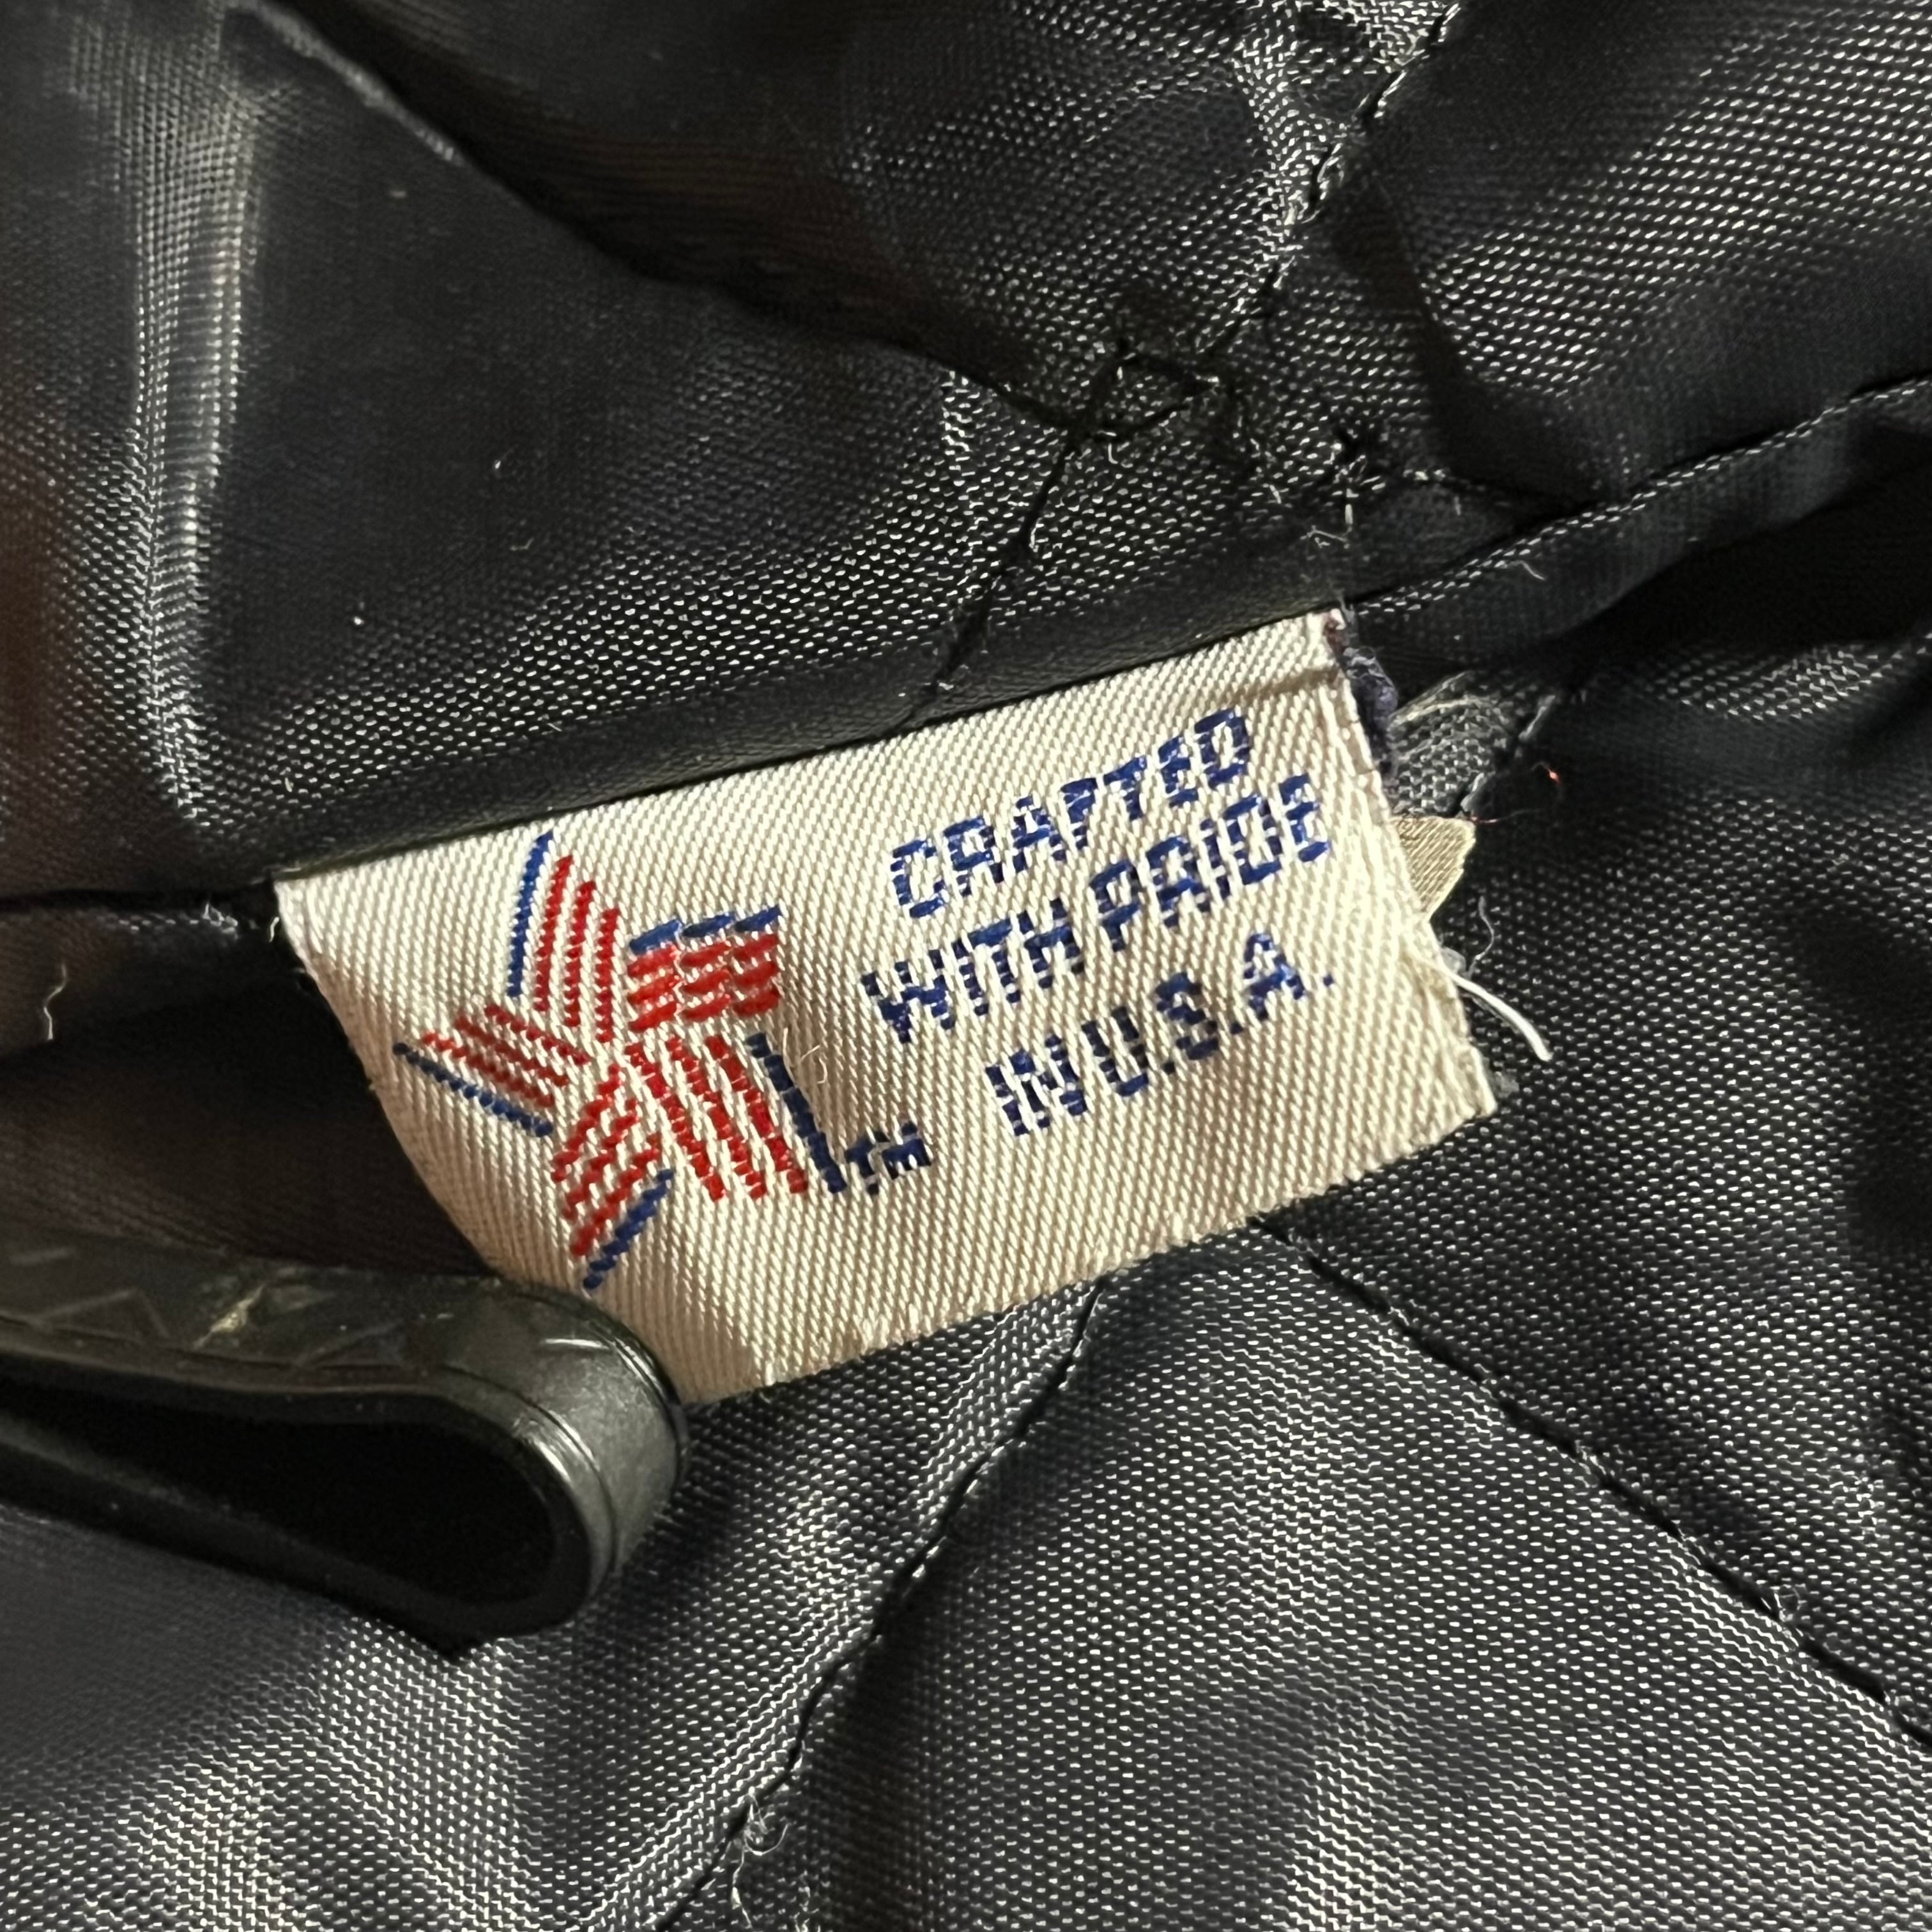 CRAFTED
WITH PRIDE
IN U.S.A.
TM